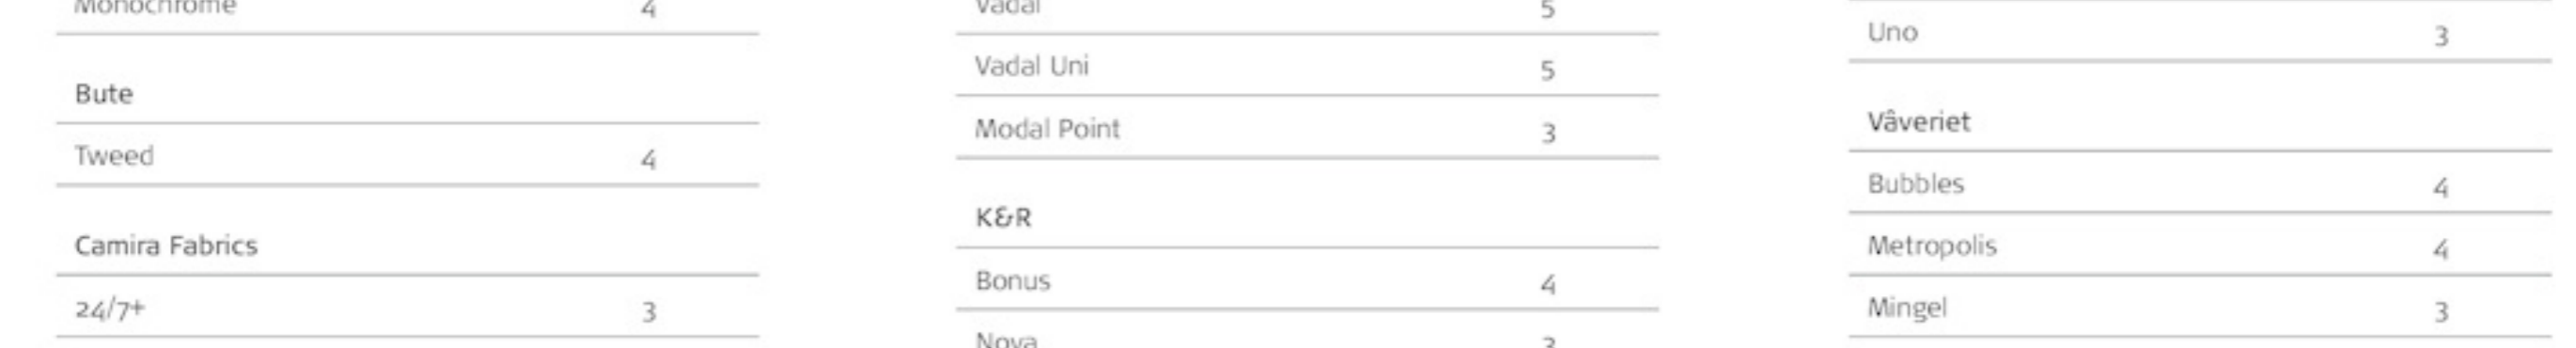 Monochrome 4
Bute
Tweed 4
Camira Fabrics
24/7+ 3
Vadal 5
Vadal Uni 5
Modal Point 3
K&R
Bonus 4
Nova 3
Uno 3
Vâveriet
Bubbles 4
Metropolis 4
Mingel 3